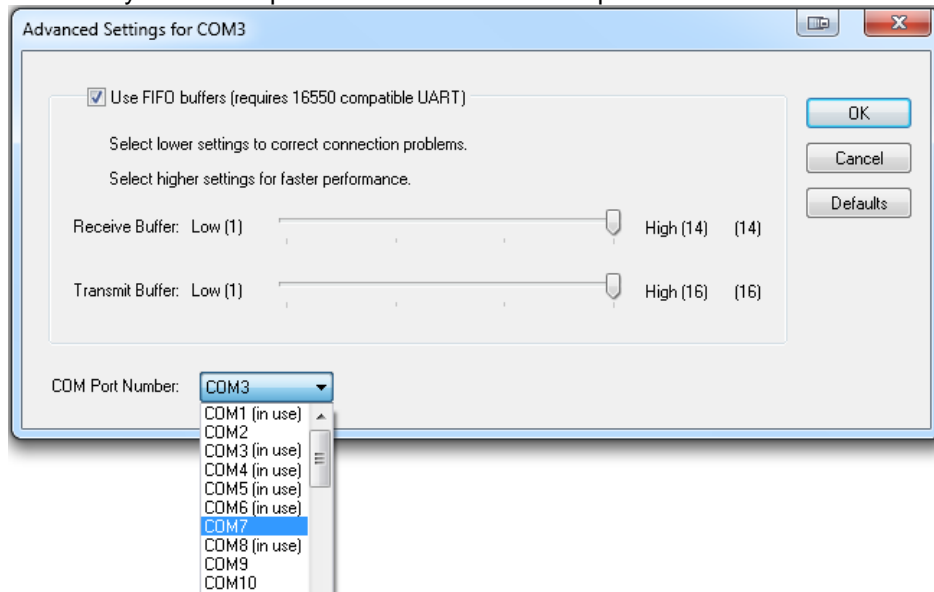 Advanced Settings for COM3
Use FIFO buffers (requires 16550 compatible UART)
OK
Select lower settings to correct connection problems.
Cancel
Select higher settings for faster performance.
Defaults
Receive Buffer: Low (1) High (14) (14)
Transmit Buffer: Low (1) High (16) (16)
COM Port Number: COM3
COM1 (in use)
COM2
COM3 (in use)
COM4 (in use)
COM5 (in use)
COM6 (in use)
COM7
COM8 (in use)
COM9
COM10